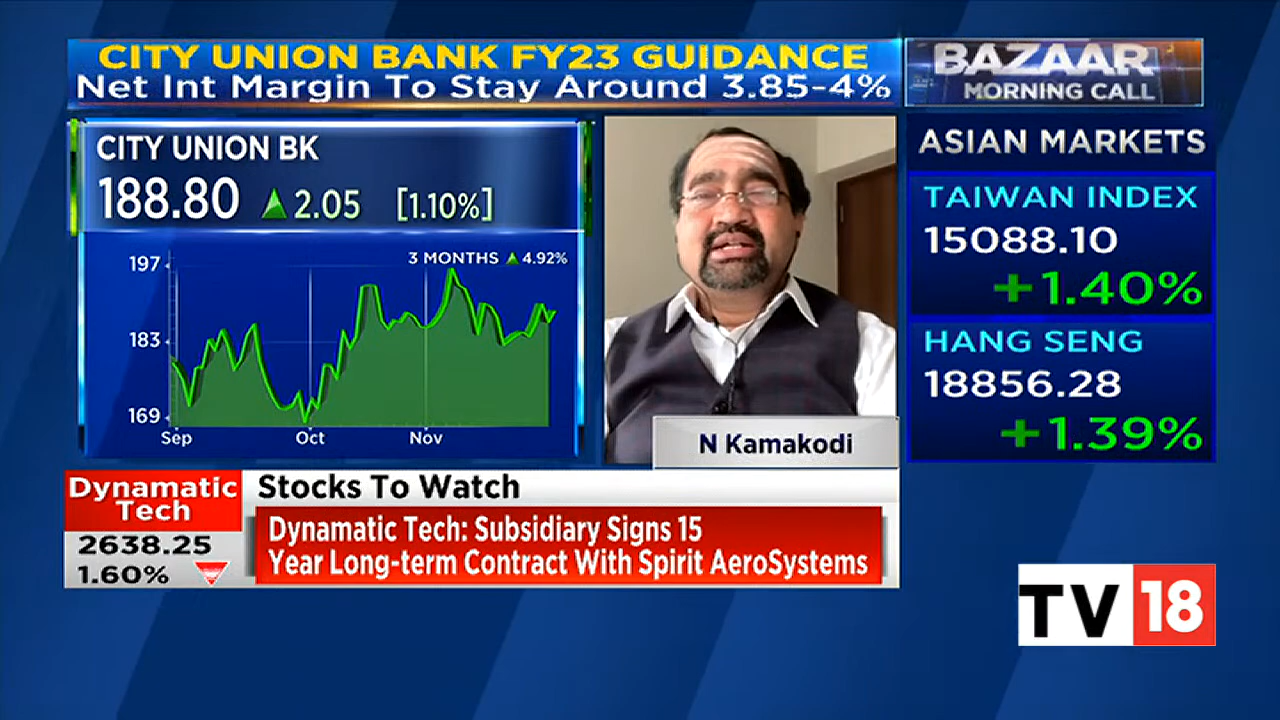 CITY UNION BANK FY23 GUIDANCE
Net Int Margin To Stay Around 3.85-4%
BAZAAR
MORNING CALL
CITY UNION BK
188.80 2.05 [1.10%]
3 MONTHS 4.92%
197
183
169
Sep Oct Nov
N Kamakodi
ASIAN MARKETS
TAIWAN INDEX
15088.10
+1.40%
HANG SENG
18856.28
+1.39%
Dynamatic
Tech
2638.25
1.60%
Stocks To Watch
Dynamatic Tech: Subsidiary Signs 15
Year Long-term Contract With Spirit AeroSystems
TV18